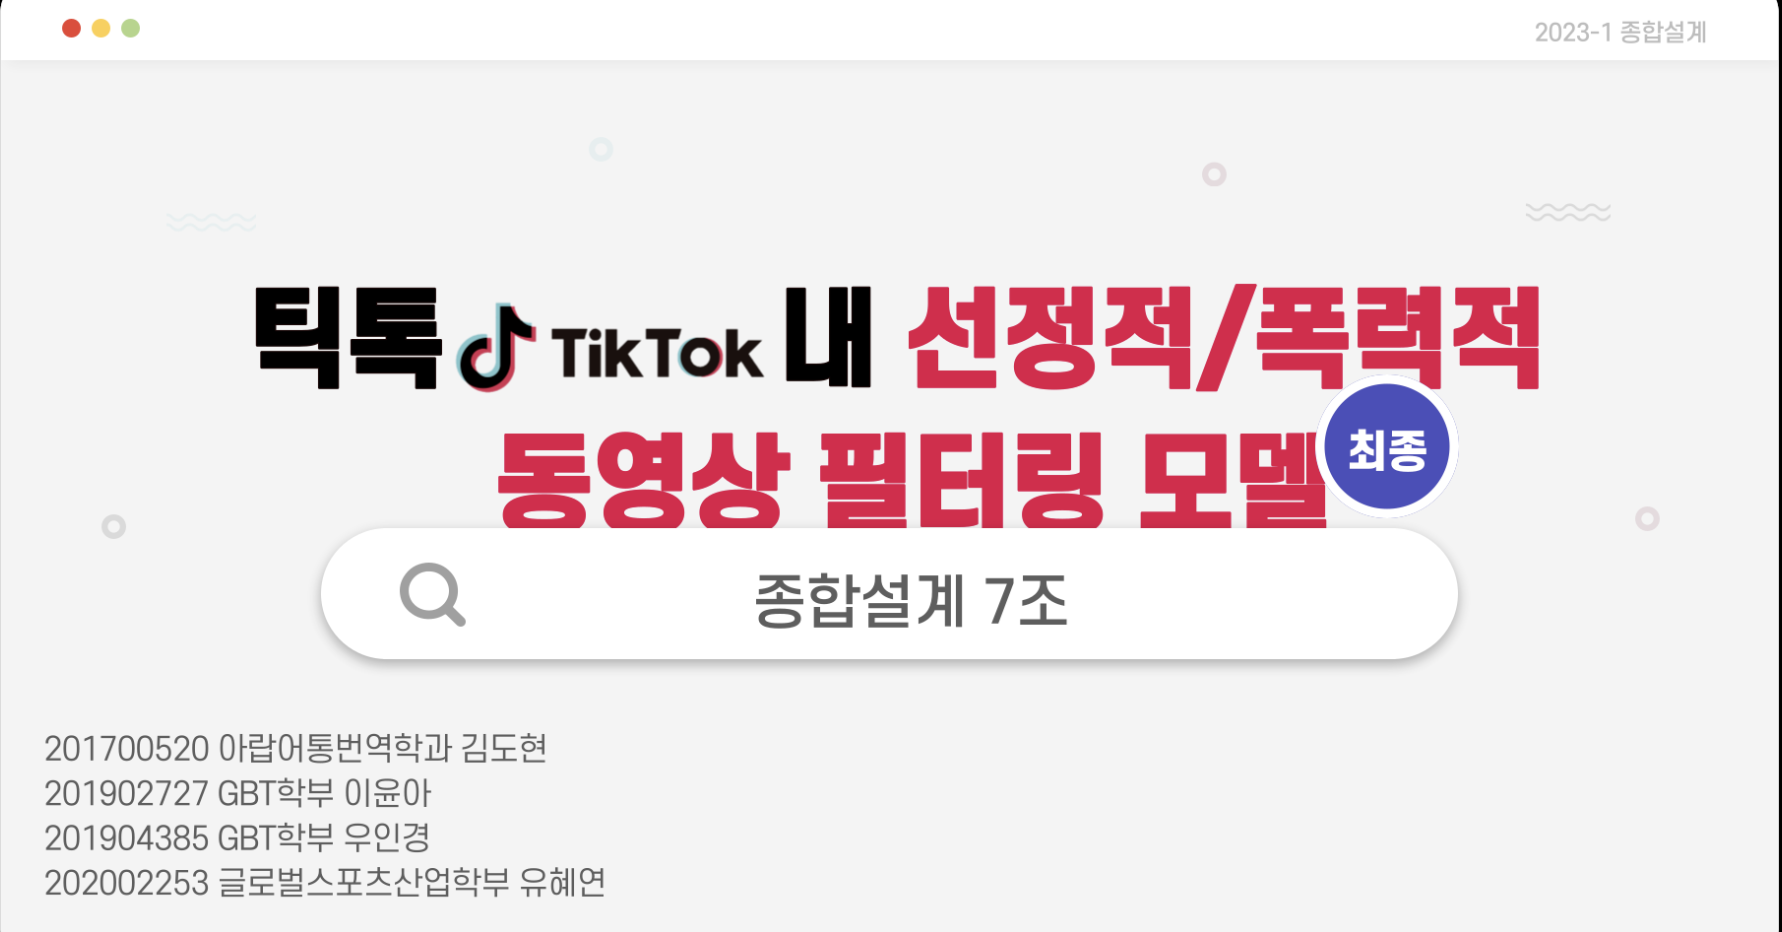 2023-1 종합설계
틱톡 TikTok 내 선정적/폭력적
동영상 필터링 모델
최종
종합설계 7조
201700520 아랍어통번역학과 김도현
201902727 GBT학부 이윤아
201904385 GBT학부 우인경
202002253 글로벌스포츠산업학부 유혜연